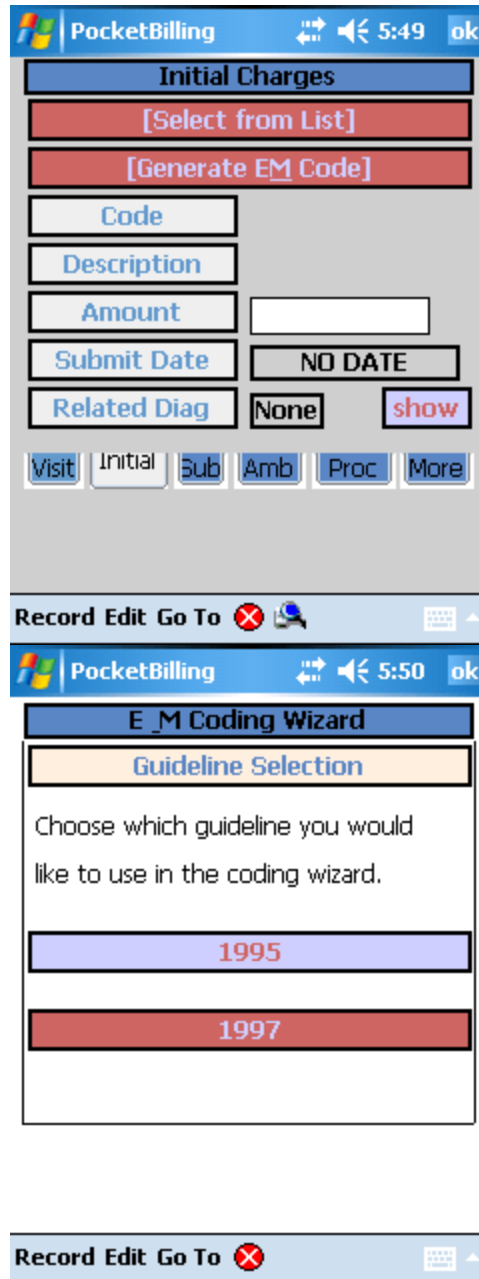 PocketBilling 5:49 ok
Initial Charges
[Select from List]
[Generate EM Code]
Code
Description
Amount
Submit Date NO DATE
Related Diag None show
Visit Initial Sub Amb Proc More
Record Edit Go To
PocketBilling 5:50 ok
E _M Coding Wizard
Guideline Selection
Choose which guideline you would
like to use in the coding wizard.
1995
1997
Record Edit Go To